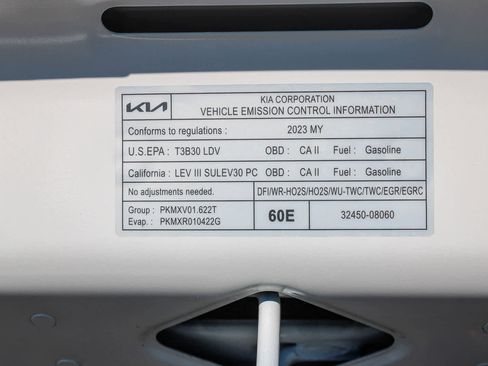 KIA
KIA CORPORATION
VEHICLE EMISSION CONTROL INFORMATION
Conforms to regulations : 2023 MY
U.S.EPA : T3B30 LDV OBD : CA II Fuel : Gasoline
California : LEV III SULEV30 PC OBD : CA II Fuel : Gasoline
No adjustments needed. DFI/WR-HO2S/HO2S/WU-TWC/TWC/EGR/EGRC
Group : PKMXV01.622T
Evap. : PKMXR010422G
60E
32450-08060